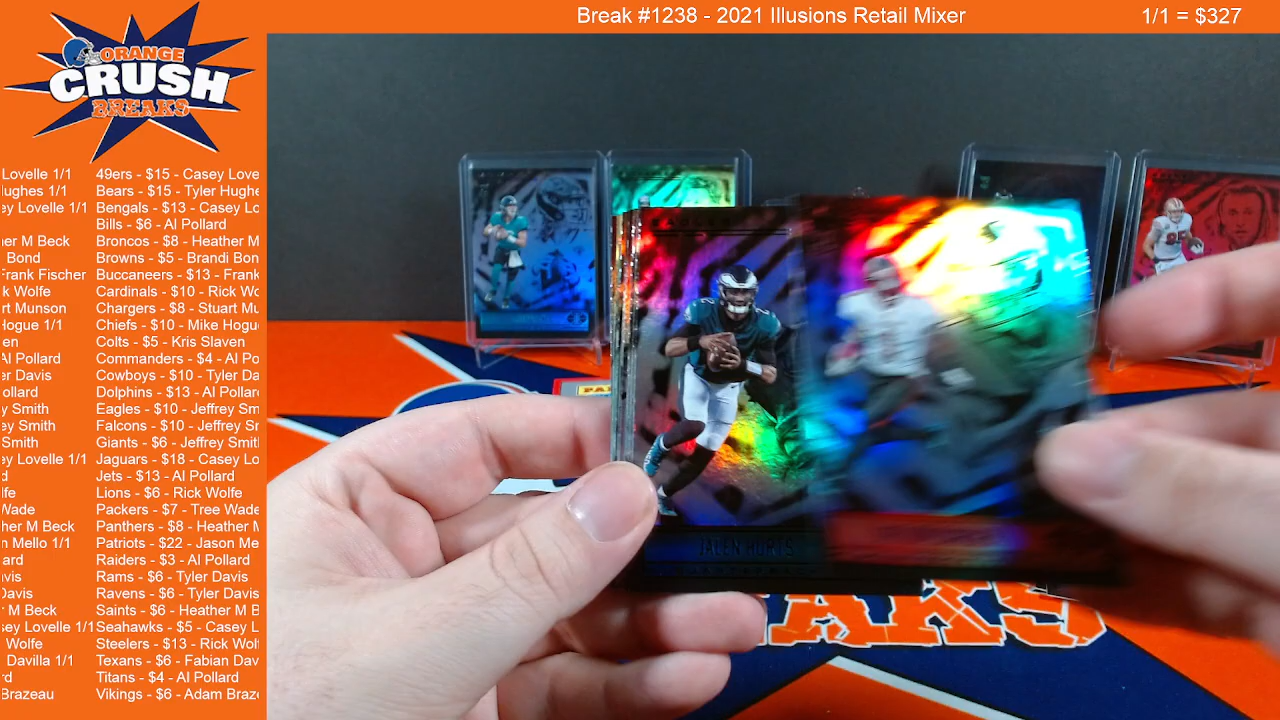 Break #1238 - 2021 Illusions Retail Mixer
1/1 = $327
ORANGE
CRUSH
BREAKS
Lovelle 1/1 49ers - $15 - Casey Love
ughes 1/1 Bears - $15 - Tyler Hughe
ey Lovelle 1/1 Bengals - $13 - Casey Lo
Bills - $6 - Al Pollard
er M Beck Broncos - $8 - Heather M
Bond Browns - $5 - Brandi Bon
Frank Fischer Buccaneers - $13 - Frank
k Wolfe Cardinals - $10 - Rick Wo
rt Munson Chargers - $8 - Stuart Mu
Hogue 1/1 Chiefs - $10 - Mike Hogu
en Colts - $5 - Kris Slaven
Al Pollard Commanders - $4 - Al Po
er Davis Cowboys - $10 - Tyler Da
ollard Dolphins - $13 - Al Pollar
y Smith Eagles - $10 - Jeffrey Sm
ey Smith Falcons - $10 - Jeffrey Sr
Smith Giants - $6 - Jeffrey Smit
ey Lovelle 1/1 Jaguars - $18 - Casey Lo
d Jets - $13 - Al Pollard
lfe Lions - $6 - Rick Wolfe
Wade Packers - $7 - Tree Wade
her M Beck Panthers - $8 - Heather M
n Mello 1/1 Patriots - $22 - Jason Me
ard Raiders - $3 - Al Pollard
vis Rams - $6 - Tyler Davis
Davis Ravens - $6 - Tyler Davis
r M Beck Saints - $6 - Heather M B
sey Lovelle 1/1 Seahawks - $5 - Casey L
Wolfe Steelers - $13 - Rick Wol
Davilla 1/1 Texans - $6 - Fabian Dav
rd Titans - $4 - Al Pollard
Brazeau Vikings - $6 - Adam Braze
JALEN HURTS